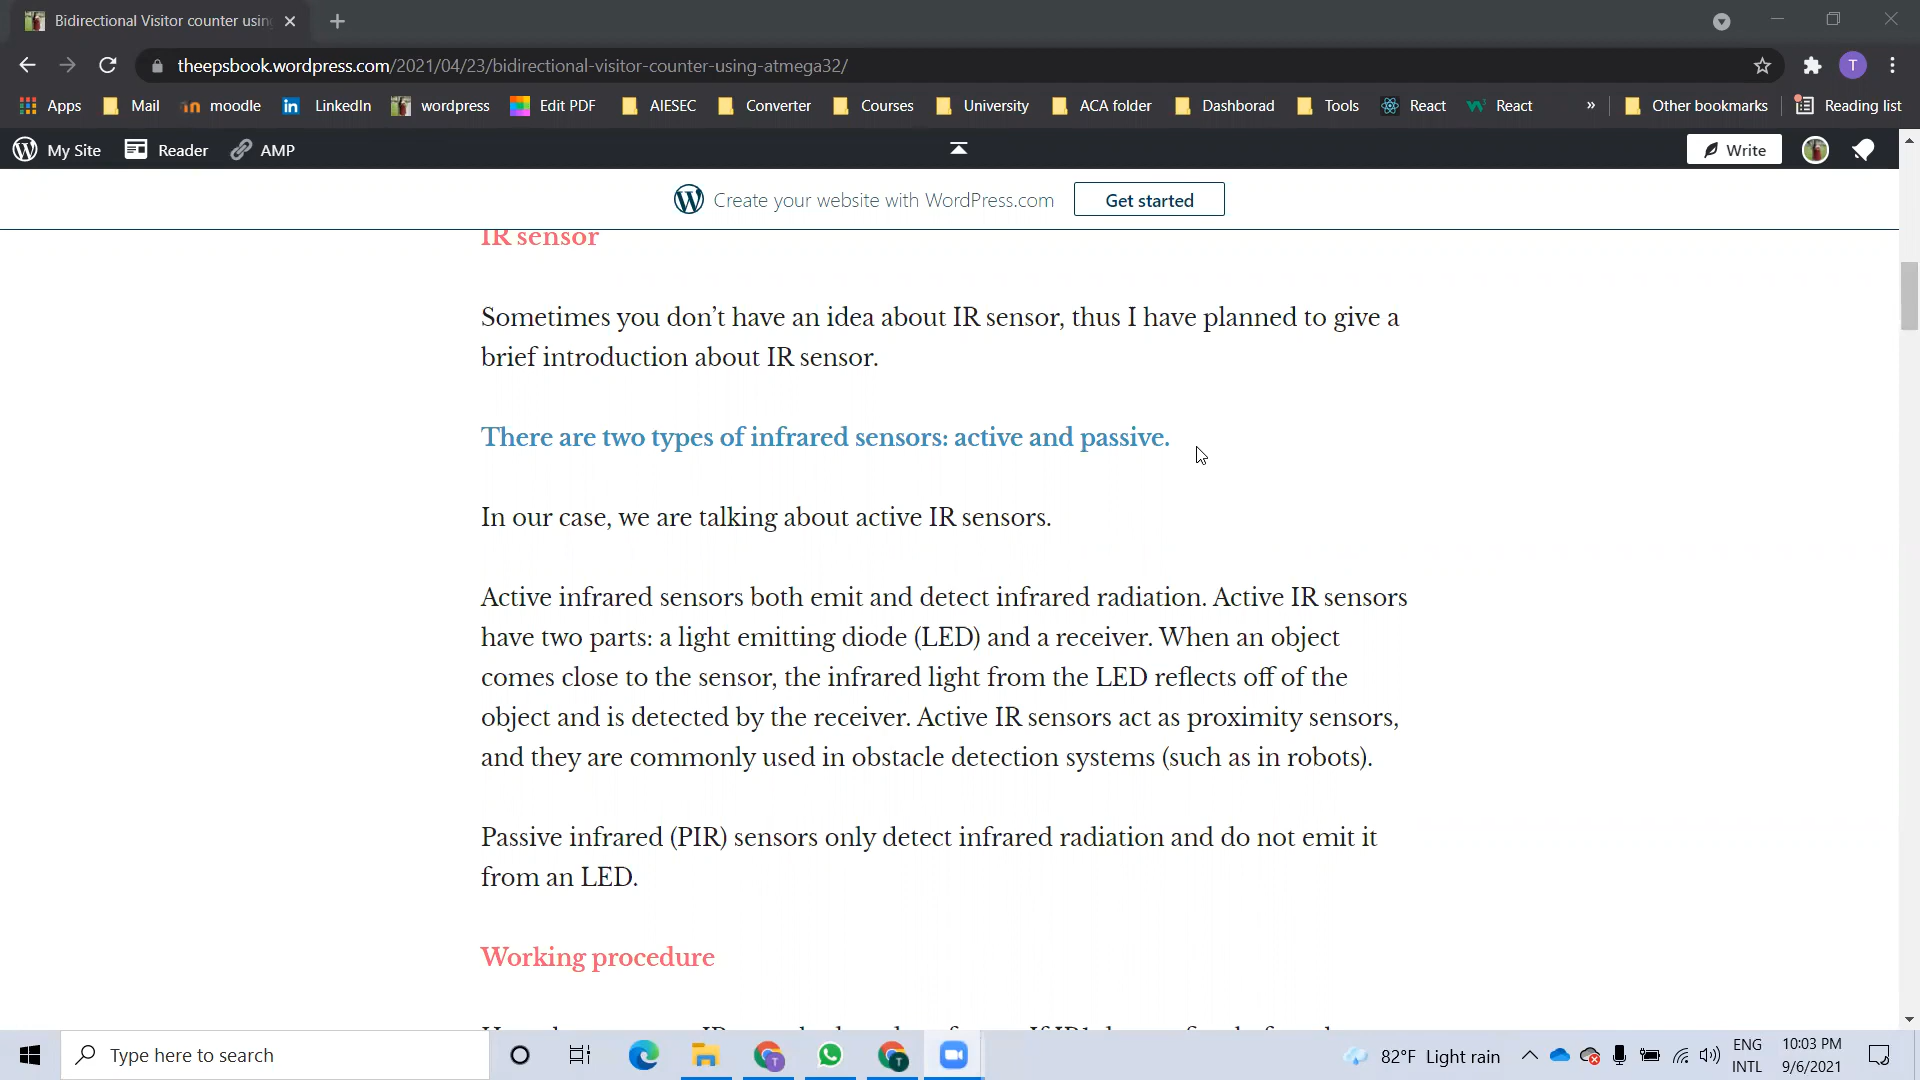 Bidirectional Visitor counter usin
theepsbook.wordpress.com/2021/04/23/bidirectional-visitor-counter-using-atmega32/
T
Apps Mail moodle LinkedIn wordpress Edit PDF AIESEC Converter Courses University ACA folder Dashborad Tools React React » Other bookmarks Reading list
My Site Reader AMP Write
Create your website with WordPress.com Get started
IR sensor
Sometimes you don’t have an idea about IR sensor, thus I have planned to give a
brief introduction about IR sensor.
There are two types of infrared sensors: active and passive.
In our case, we are talking about active IR sensors.
Active infrared sensors both emit and detect infrared radiation. Active IR sensors
have two parts: a light emitting diode (LED) and a receiver. When an object
comes close to the sensor, the infrared light from the LED reflects off of the
object and is detected by the receiver. Active IR sensors act as proximity sensors,
and they are commonly used in obstacle detection systems (such as in robots).
Passive infrared (PIR) sensors only detect infrared radiation and do not emit it
from an LED.
Working procedure
Type here to search
82°F Light rain
ENG
INTL
10:03 PM
9/6/2021